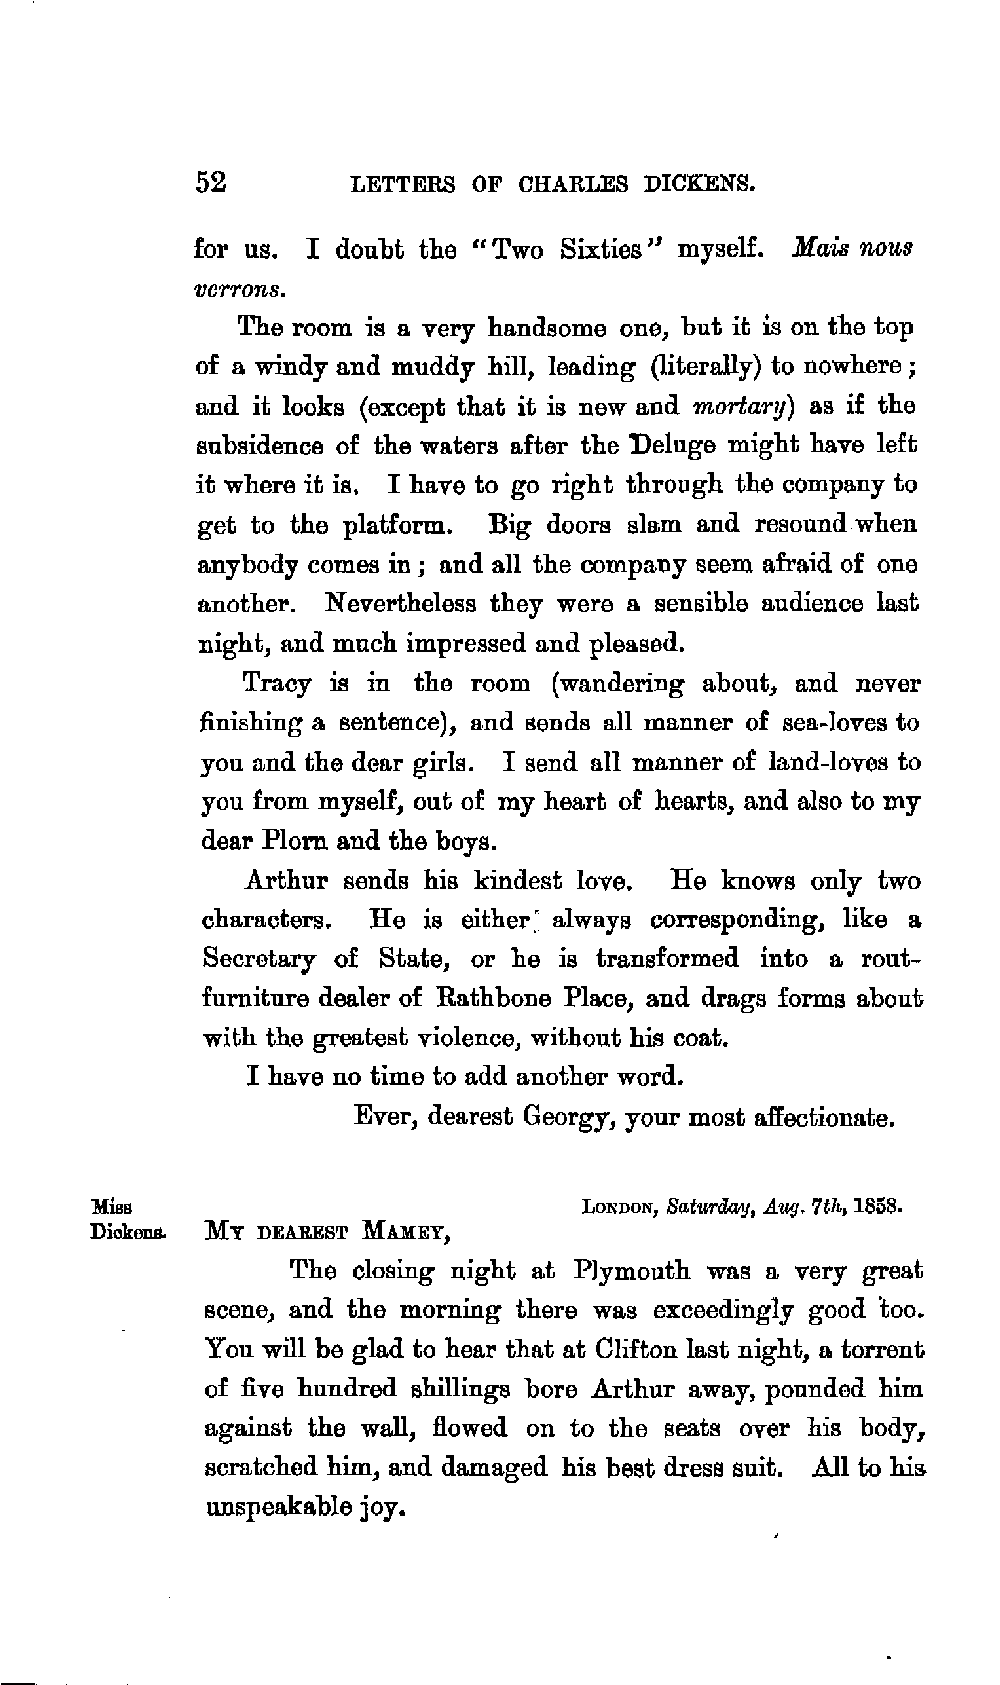 52 LETTERS OF CHARLES DICKENS.
for us. I doubt the "Two Sixties" myself. Mais nous
verrons.
The room is a very handsome one, but it is on the top
of a windy and muddy hill, leading (literally) to nowhere;
and it looks (except that it is new and mortary) as if the
subsidence of the waters after the Deluge might have left
it where it is. I have to go right through the company to
get to the platform. Big doors slam and resound when
anybody comes in; and all the company seem afraid of one
another. Nevertheless they were a sensible audience last
night, and much impressed and pleased.
Tracy is in the room (wandering about, and never
finishing a sentence), and sends all manner of sea-loves to
you and the dear girls. I send all manner of land-loves to
you from myself, out of my heart of hearts, and also to my
dear Plorn and the boys.
Arthur sends his kindest love. He knows only two
characters. He is either always corresponding, like a
Secretary of State, or he is transformed into a rout-
furniture dealer of Rathbone Place, and drags forms about
with the greatest violence, without his coat.
I have no time to add another word.
Ever, dearest Georgy, your most affectionate.
Miss
Dickens.
LONDON, Saturday, Aug. 7th, 1858.
MY DEAREST MAMEY,
The closing night at Plymouth was a very great
scene, and the morning there was exceedingly good too.
You will be glad to hear that at Clifton last night, a torrent
of five hundred shillings bore Arthur away, pounded him
against the wall, flowed on to the seats over his body,
scratched him, and damaged his best dress suit. All to his
unspeakable joy.